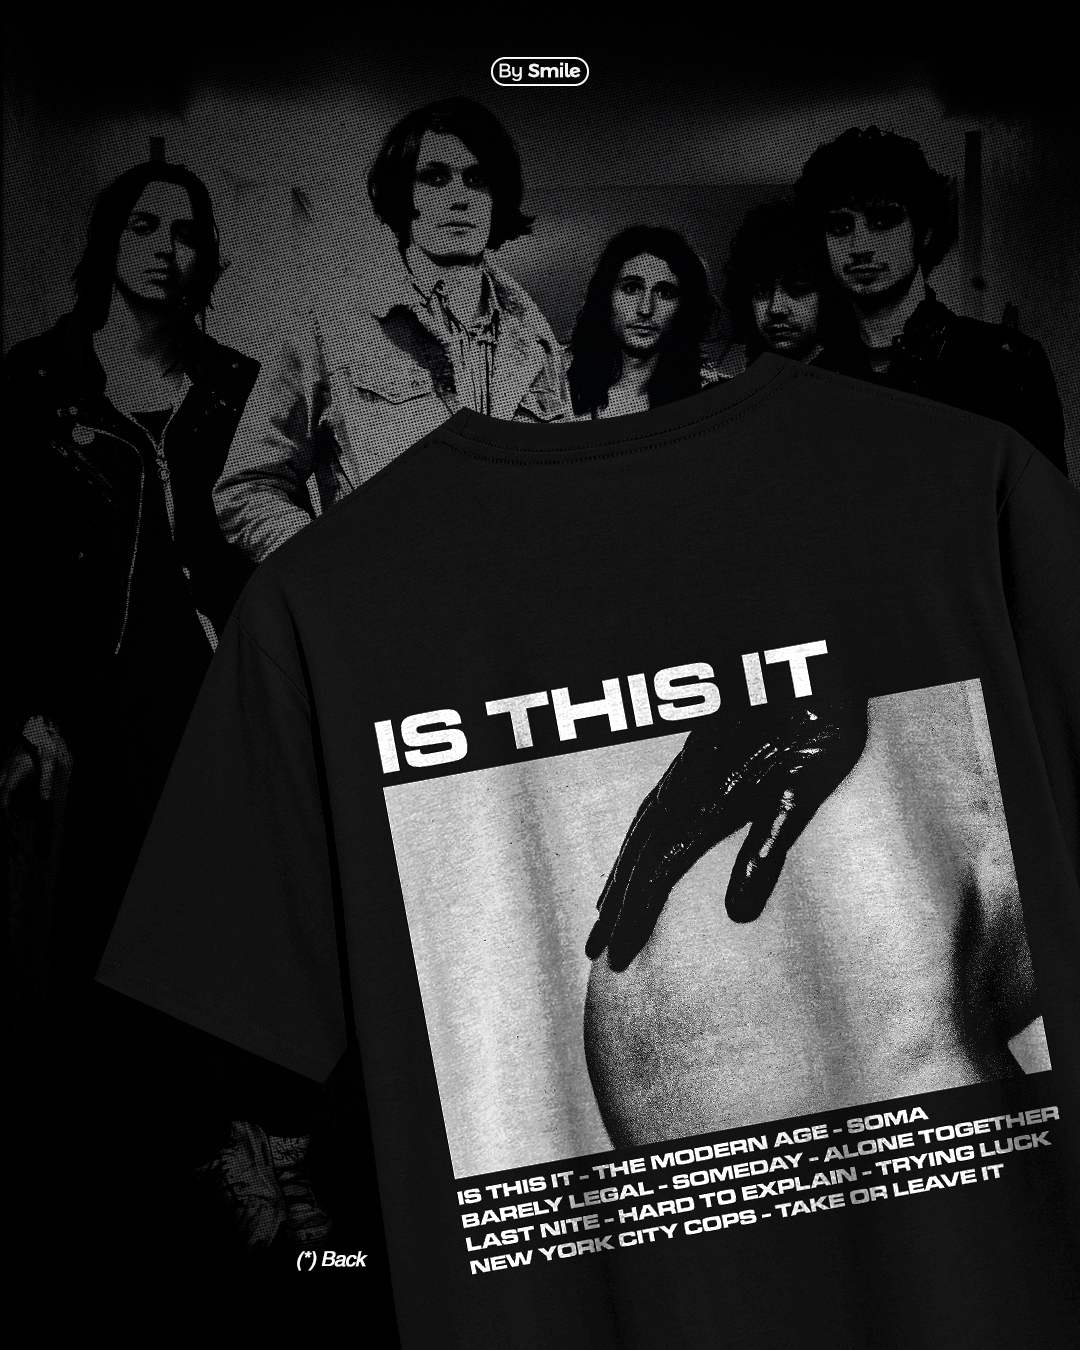 By Smile
IS THIS IT
IS THIS IT - THE MODERN AGE - SOMA
BARELY LEGAL - SOMEDAY - ALONE TOGETHER
LAST NITE - HARD TO EXPLAIN - TRYING LUCK
NEW YORK CITY COPS - TAKE OR LEAVE IT
(*) Back